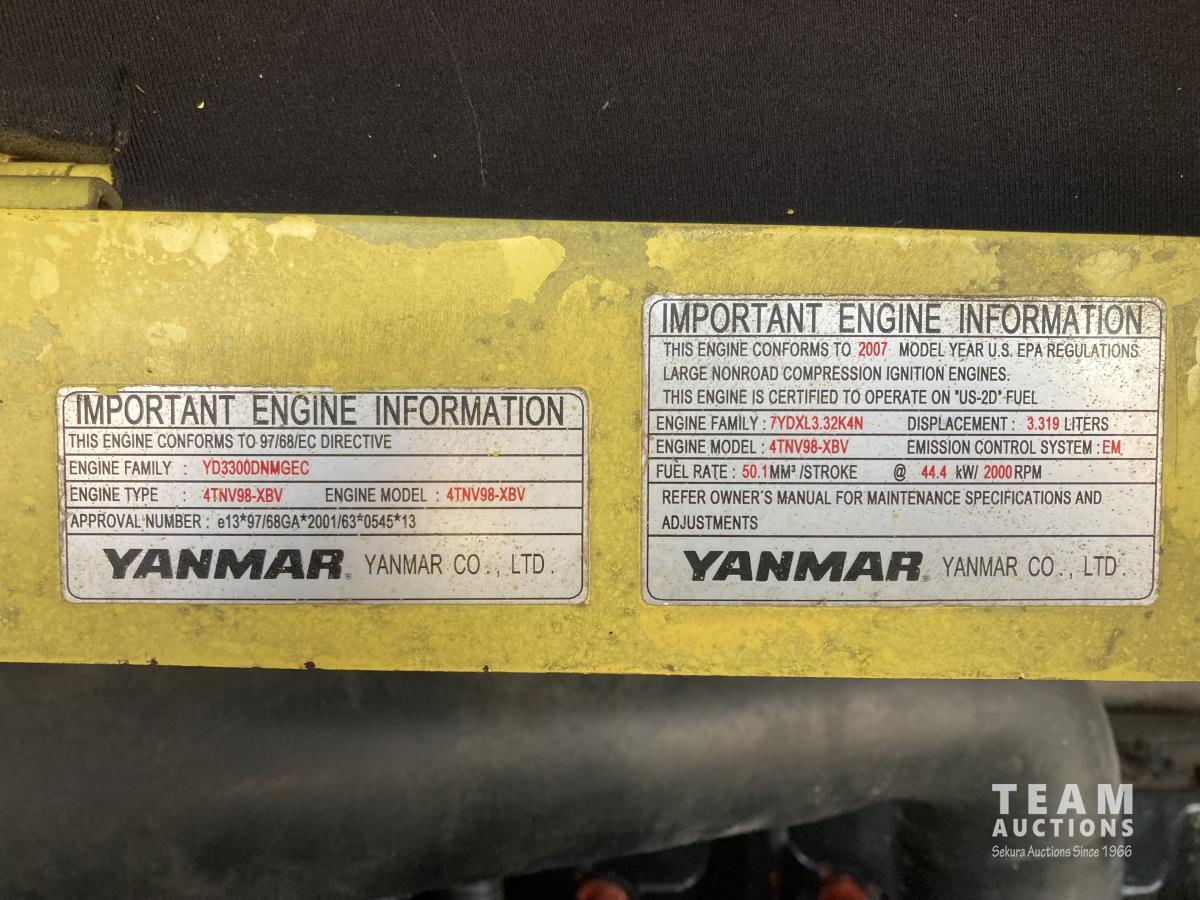 IMPORTANT ENGINE INFORMATION
THIS ENGINE CONFORMS TO 97/68/EC DIRECTIVE
ENGINE FAMILY : YD3300DNMGEC
ENGINE TYPE : 4TNV98-XBV ENGINE MODEL : 4TNV98-XBV
APPROVAL NUMBER : e13*97/68GA*2001/63*0545*13
YANMAR® YANMAR CO., LTD.
IMPORTANT ENGINE INFORMATION
THIS ENGINE CONFORMS TO 2007 MODEL YEAR U.S. EPA REGULATIONS
LARGE NONROAD COMPRESSION IGNITION ENGINES.
THIS ENGINE IS CERTIFIED TO OPERATE ON "US-2D"-FUEL
ENGINE FAMILY : 7YDXL3.32K4N DISPLACEMENT : 3.319 LITERS
ENGINE MODEL : 4TNV98-XBV EMISSION CONTROL SYSTEM : EM
FUEL RATE : 50.1 MM³ /STROKE @ 44.4 kW/ 2000 RPM
REFER OWNER'S MANUAL FOR MAINTENANCE SPECIFICATIONS AND
ADJUSTMENTS
YANMAR® YANMAR CO., LTD.
TEAM
AUCTIONS
Sekura Auctions Since 1966